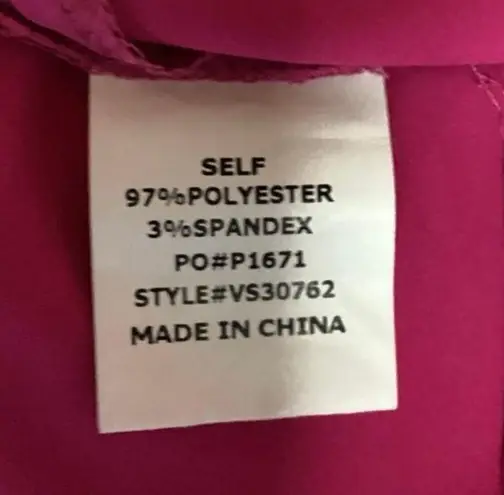 SELF
97%POLYESTER
3%SPANDEX
PO#P1671
STYLE#VS30762
MADE IN CHINA